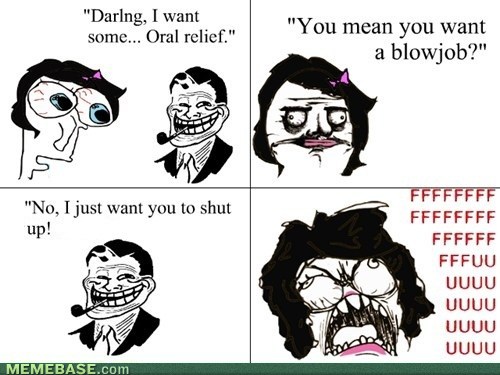 "Darlng, I want
some... Oral relief."
"You mean you want
a blowjob?"
"No, I just want you to shut
up!
FFFFFFFF
FFFFFFFF
FFFFFF
FFFUU
UUUU
UUUU
UUUU
UUUU
MEMEBASE.com